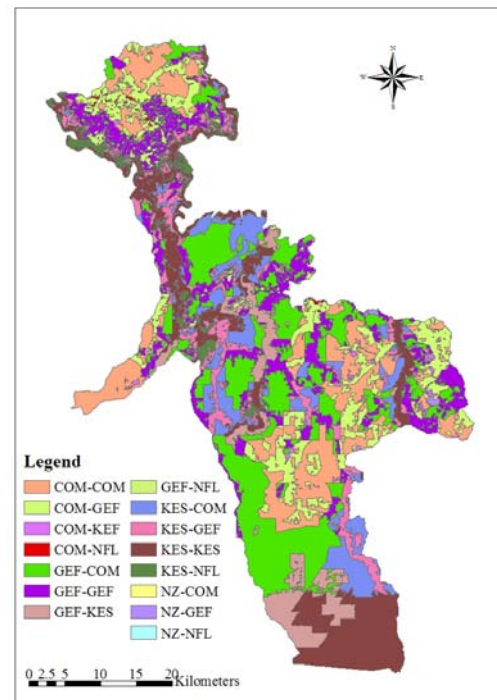 N
W E
S
Legend
COM-COM
COM-GEF
COM-KEF
COM-NFL
GEF-COM
GEF-GEF
GEF-KES
GEF-NFL
KES-COM
KES-GEF
KES-KES
KES-NFL
NZ-COM
NZ-GEF
NZ-NFL
0 2.5 5 10 15 20
Kilometers